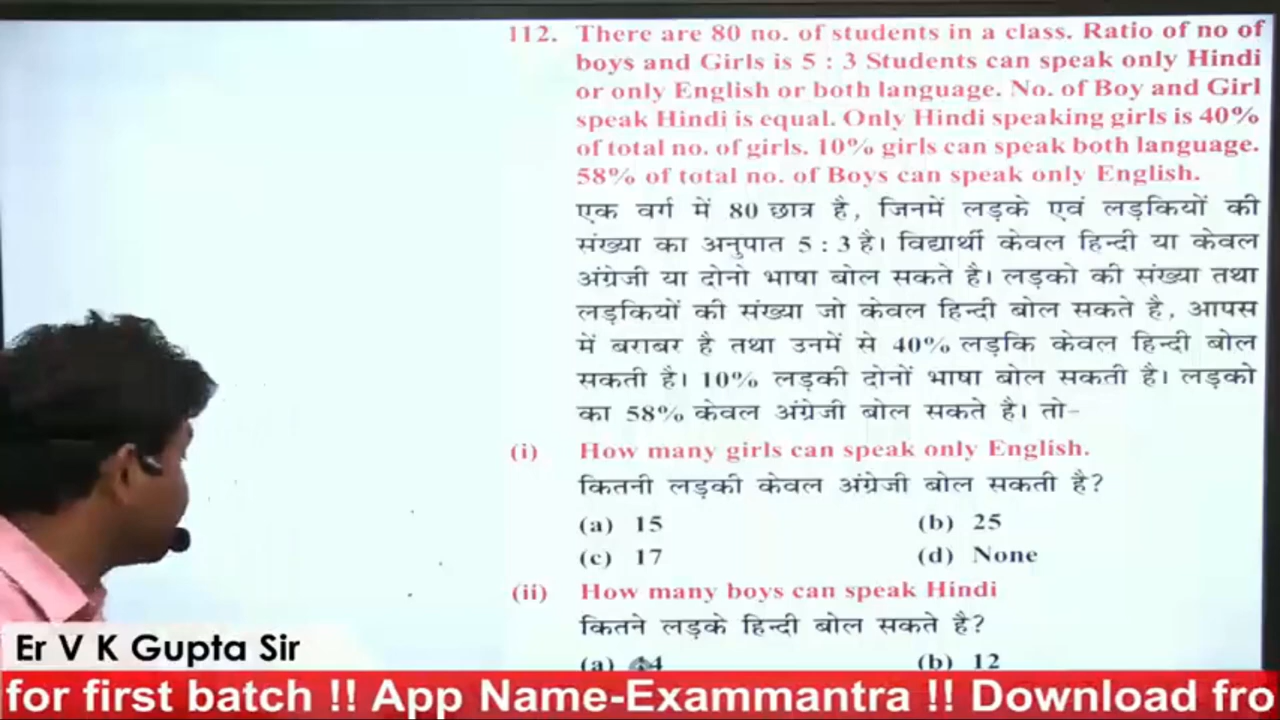 112. There are 80 no. of students in a class. Ratio of no of
boys and Girls is 5 : 3 Students can speak only Hindi
or only English or both language. No. of Boy and Girl
speak Hindi is equal. Only Hindi speaking girls is 40%
of total no. of girls. 10% girls can speak both language.
58% of total no. of Boys can speak only English.
एक वर्ग में 80 छात्र है, जिनमें लड़के एवं लड़कियों की
संख्या का अनुपात 5 : 3 है। विद्यार्थी केवल हिन्दी या केवल
अंग्रेजी या दोनो भाषा बोल सकते है। लड़को की संख्या तथा
लड़कियों की संख्या जो केवल हिन्दी बोल सकते है, आपस
में बराबर है तथा उनमें से 40% लड़कि केवल हिन्दी बोल
सकती है। 10% लड़की दोनों भाषा बोल सकती है। लड़को
का 58% केवल अंग्रेजी बोल सकते है। तो-
(i) How many girls can speak only English.
कितनी लड़की केवल अंग्रेजी बोल सकती है?
(a) 15 (b) 25
(c) 17 (d) None
(ii) How many boys can speak Hindi
कितने लड़के हिन्दी बोल सकते है?
(a) (b) 12
Er V K Gupta Sir
for first batch !! App Name-Exammantra !! Download fro